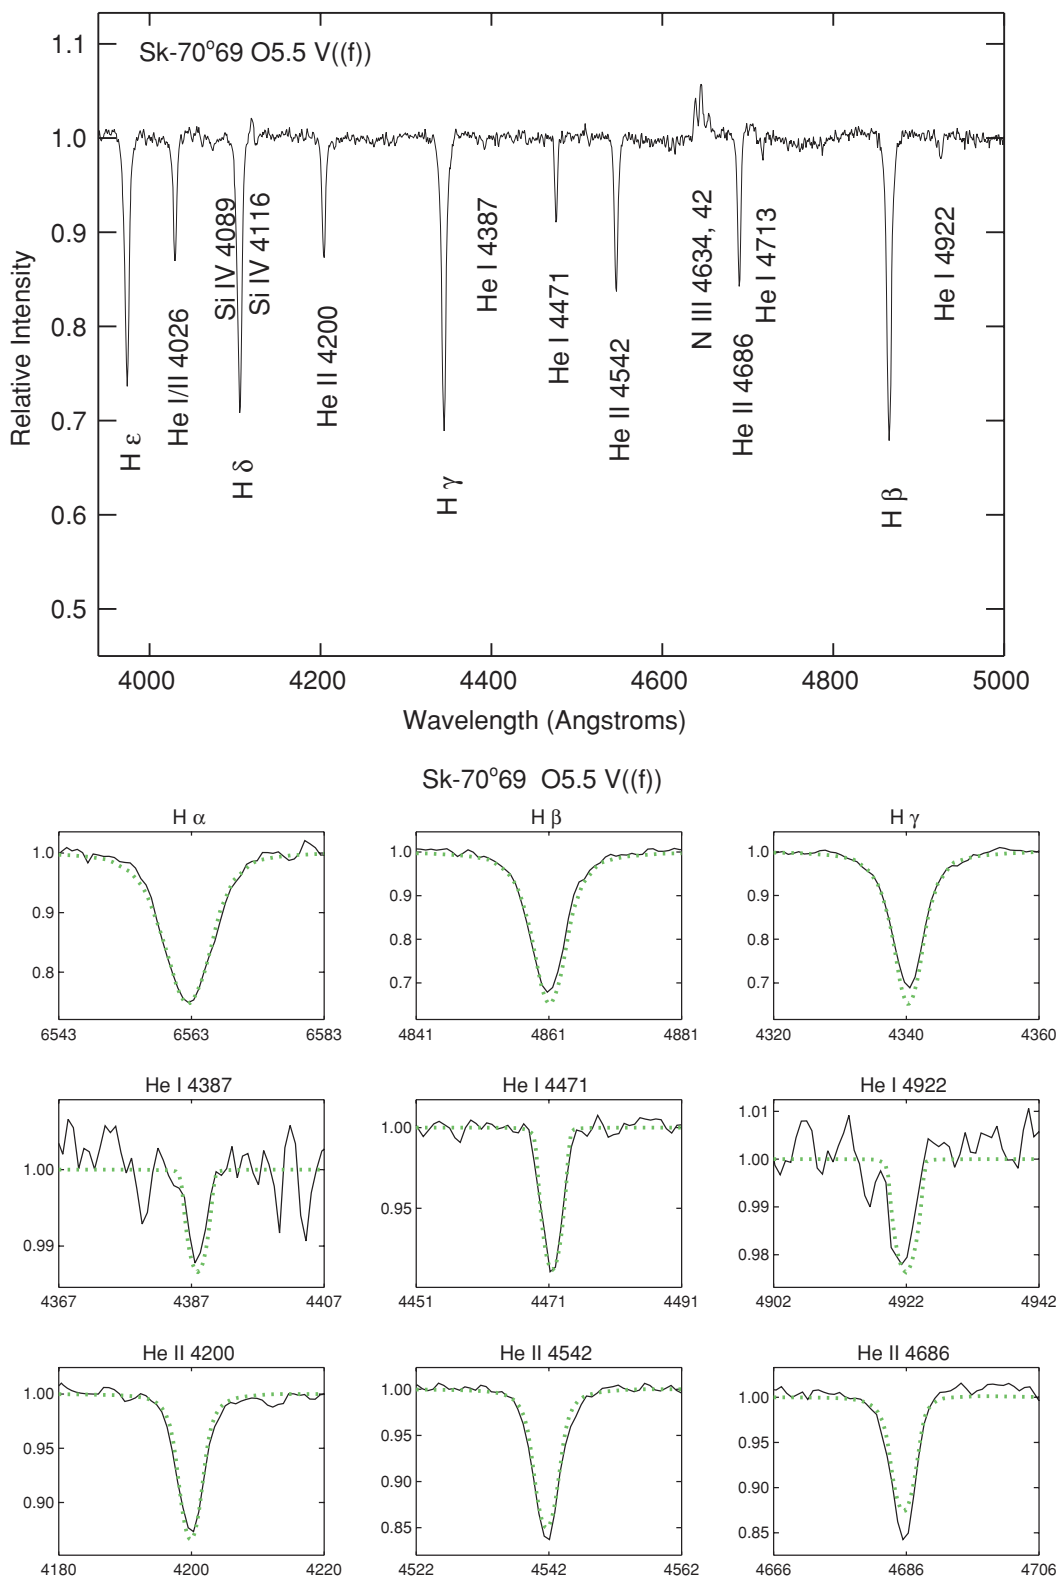 Sk-70°69 O5.5 V((f))
1.1
1.0
0.9
0.8
0.7
0.6
0.5
Relative Intensity
H ε
He I/II 4026
Si IV 4089
Si IV 4116
H δ
He II 4200
H γ
He I 4387
He I 4471
He II 4542
N III 4634, 42
He II 4686
He I 4713
H β
He I 4922
4000 4200 4400 4600 4800 5000
Wavelength (Angstroms)
Sk-70°69 O5.5 V((f))
H α
1.0
0.9
0.8
6543 6563 6583
H β
1.0
0.9
0.8
0.7
4841 4861 4881
H γ
1.0
0.9
0.8
0.7
4320 4340 4360
He I 4387
1.00
0.99
4367 4387 4407
He I 4471
1.00
0.95
4451 4471 4491
He I 4922
1.01
1.00
0.99
0.98
4902 4922 4942
He II 4200
1.00
0.95
0.90
4180 4200 4220
He II 4542
1.00
0.95
0.90
0.85
4522 4542 4562
He II 4686
1.00
0.95
0.90
0.85
4666 4686 4706